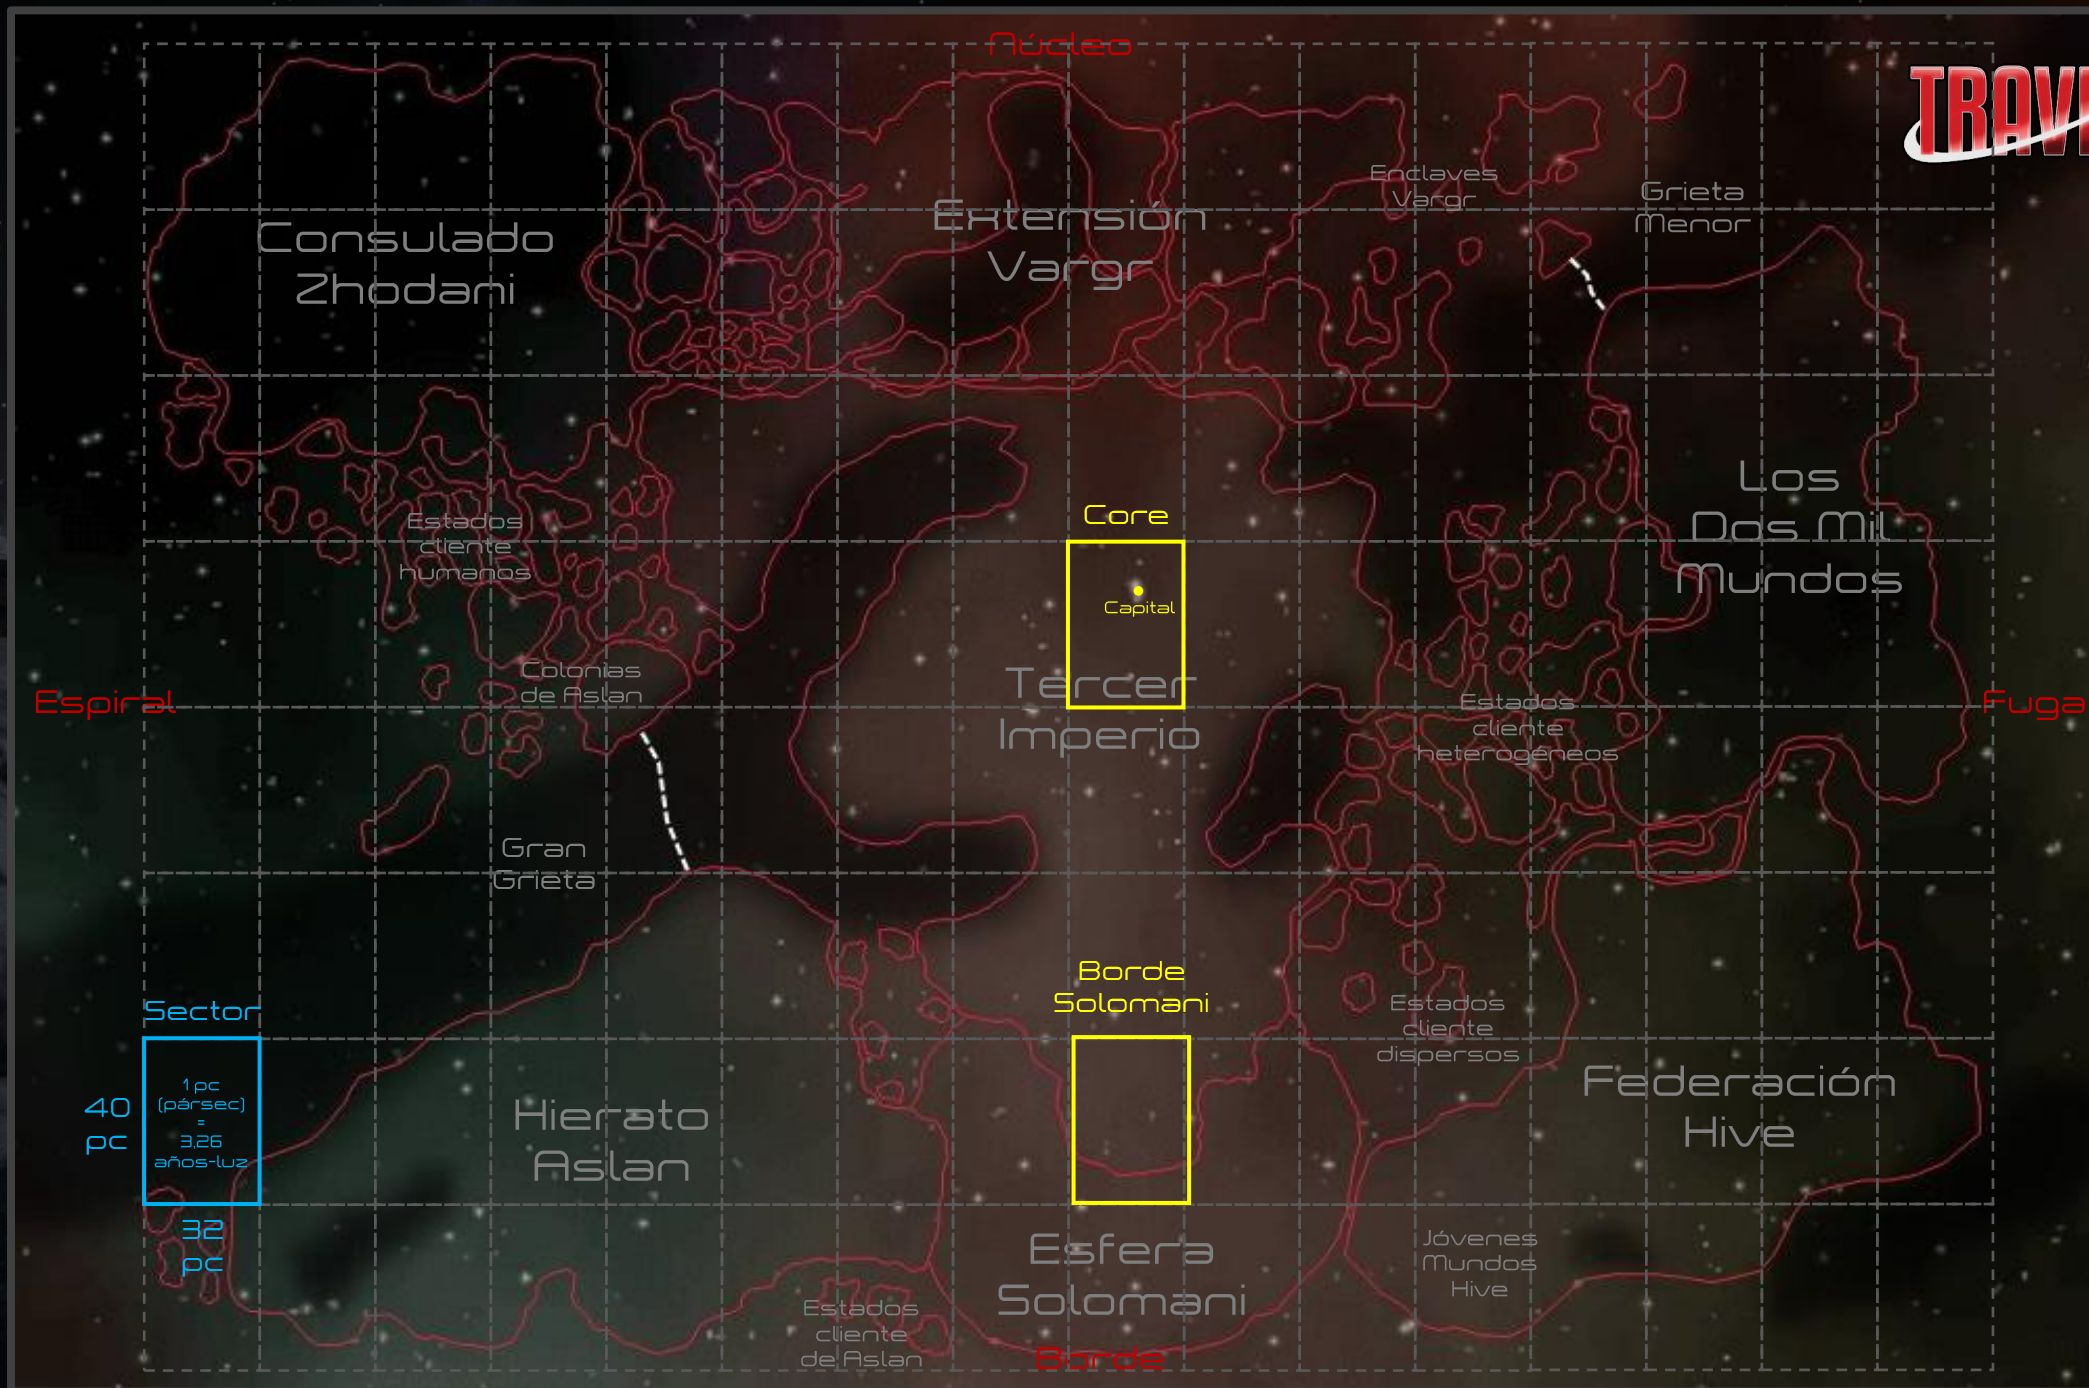 Núcleo
TRAV
Enclaves
Vargr
Grieta
Menor
Consulado
Zhodani
Extensión
Vargr
Los
Dos Mil
Mundos
Core
Capital
Estados
cliente
humanos
Colonias
de Aslan
Tercer
Imperio
Espiral
Fuga
Estados
cliente
heterogéneos
Gran
Grieta
Borde
Solomani
Sector
Estados
cliente
dispersos
40
pc
1 pc
(pársec)
=
3,26
años-luz
32
pc
Hierato
Aslan
Federación
Hive
Esfera
Solomani
Jóvenes
Mundos
Hive
Estados
cliente
de Aslan
Borde